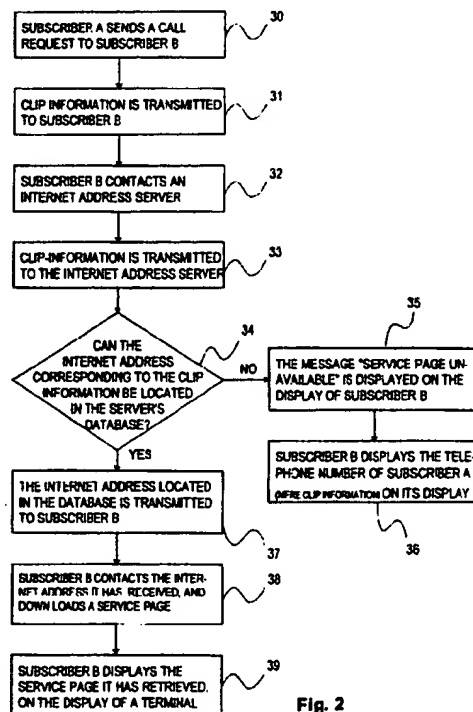 30
SUBSCRIBER A SENDS A CALL
REQUEST TO SUBSCRIBER B
31
CLIP INFORMATION IS TRANSMITTED
TO SUBSCRIBER B
32
SUBSCRIBER B CONTACTS AN
INTERNET ADDRESS SERVER
33
CLIP-INFORMATION IS TRANSMITTED
TO THE INTERNET ADDRESS SERVER
34
CAN THE
INTERNET ADDRESS
CORRESPONDING TO THE CLIP
INFORMATION BE LOCATED
IN THE SERVER'S
DATABASE?
NO
YES
35
THE MESSAGE "SERVICE PAGE UN-
AVAILABLE" IS DISPLAYED ON THE
DISPLAY OF SUBSCRIBER B
SUBSCRIBER B DISPLAYS THE TELE-
PHONE NUMBER OF SUBSCRIBER A
CLIP INFORMATION) ON ITS DISPLAY
36
THE INTERNET ADDRESS LOCATED
IN THE DATABASE IS TRANSMITTED
TO SUBSCRIBER B
37
38
SUBSCRIBER B CONTACTS THE INTER-
NET ADDRESS IT HAS RECEIVED, AND
DOWN LOADS A SERVICE PAGE
39
SUBSCRIBER B DISPLAYS THE
SERVICE PAGE IT HAS RETRIEVED,
ON THE DISPLAY OF A TERMINAL
Fig. 2